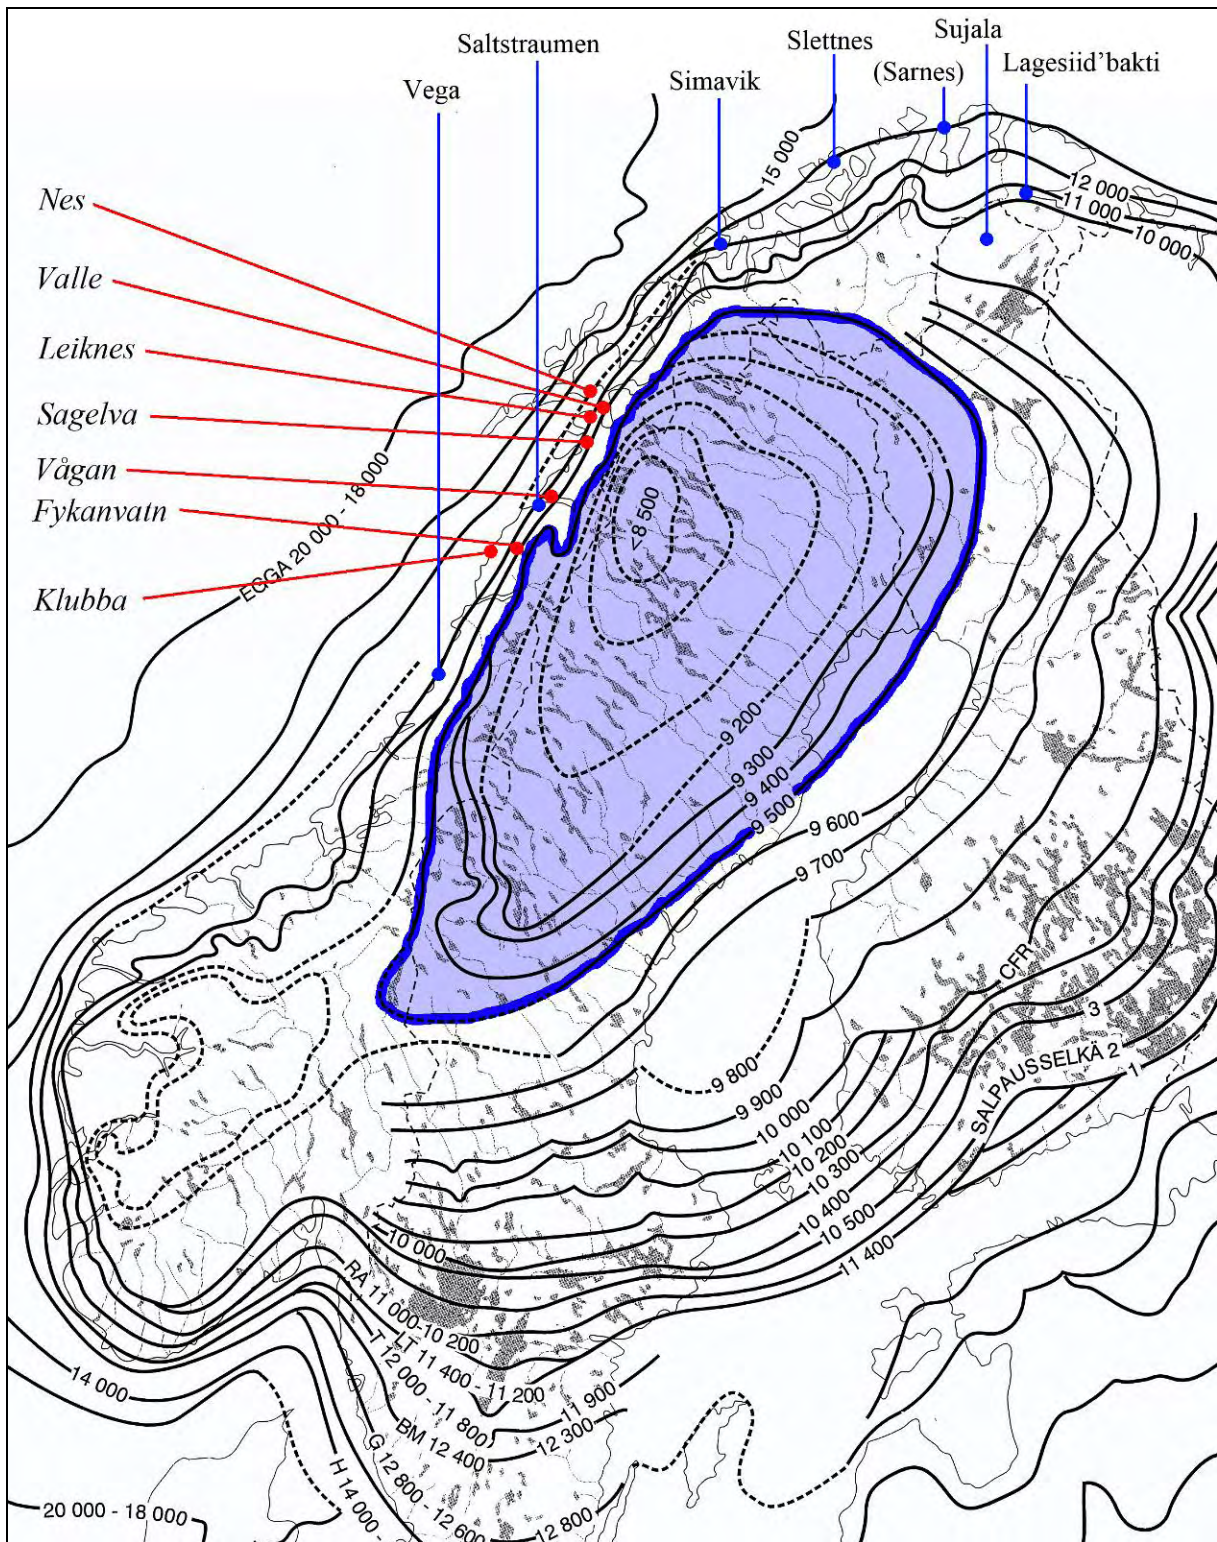 Sujala
Slettnes
Saltstraumen
(Sarnes)
Lagesiid'bakti
Simavik
Vega
15 000
12 000
11 000
10 000
Nes
Valle
Leiknes
Sagelva
Vågan
Fykanvatn
Klubba
ECGA 20 000 - 18 000
<8 500
9 200
9 300
9 400
9 500
9 600
9 700
CFR
3
SALPAUSSELKÄ 2
1
9 800
9 900
10 000
10 100
10 200
10 300
10 400
10 500
11 400
10 000
RA 11 000-10 200
LT 11 400 - 11 200
T 12 000 - 11 800
11 900
BM 12 400
12 300
G 12 800 - 12 600
H 14 000 -
12 800
14 000
20 000 - 18 000